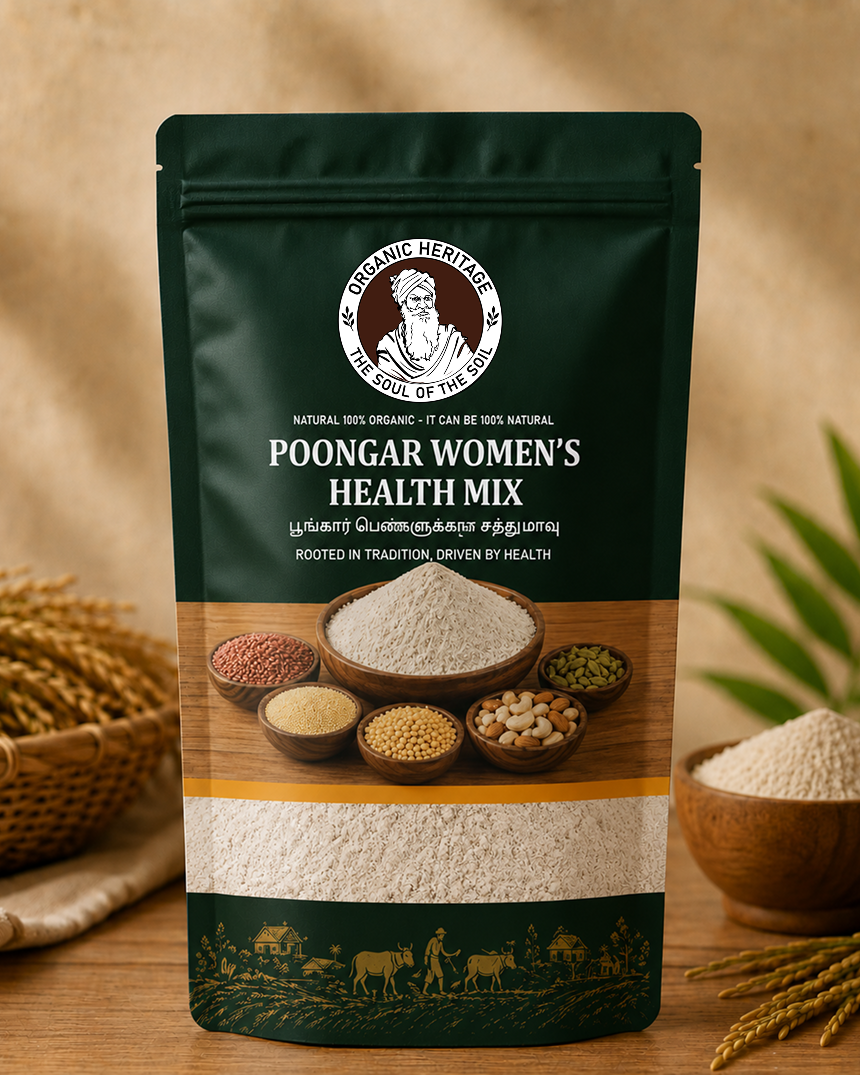 ORGANIC HERITAGE
THE SOUL OF THE SOIL
NATURAL 100% ORGANIC - IT CAN BE 100% NATURAL
POONGAR WOMEN'S
HEALTH MIX
பூங்கார் பெண்களுக்கான சத்துமாவு
ROOTED IN TRADITION, DRIVEN BY HEALTH